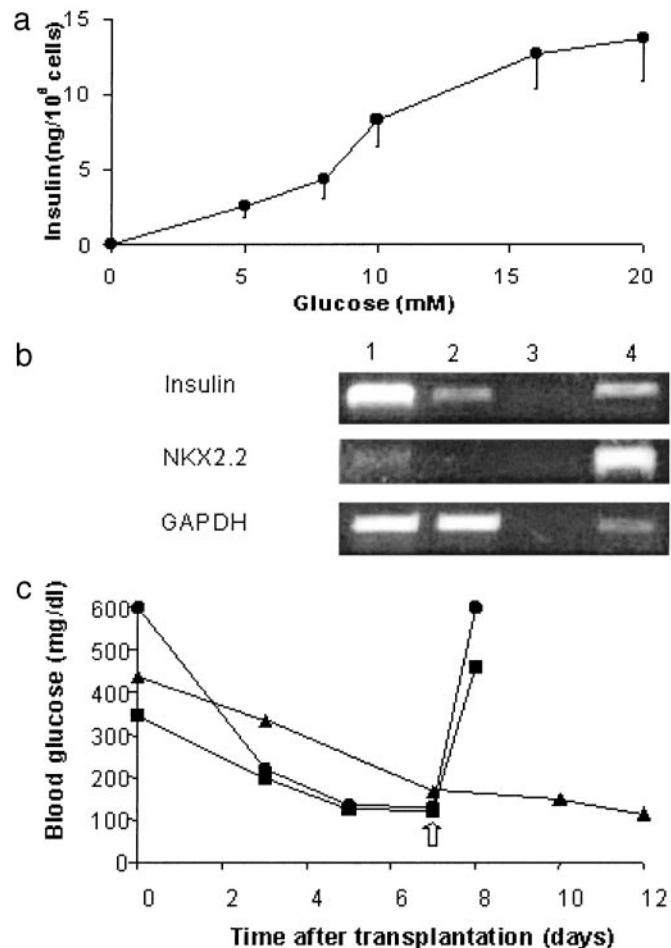 a
Insulin(ng/10⁶ cells)
15
10
5
0
0 5 10 15 20
Glucose (mM)
b
1 2 3 4
Insulin
NKX2.2
GAPDH
c
Blood glucose (mg/dl)
600
500
400
300
200
100
0
0 2 4 6 8 10 12
Time after transplantation (days)